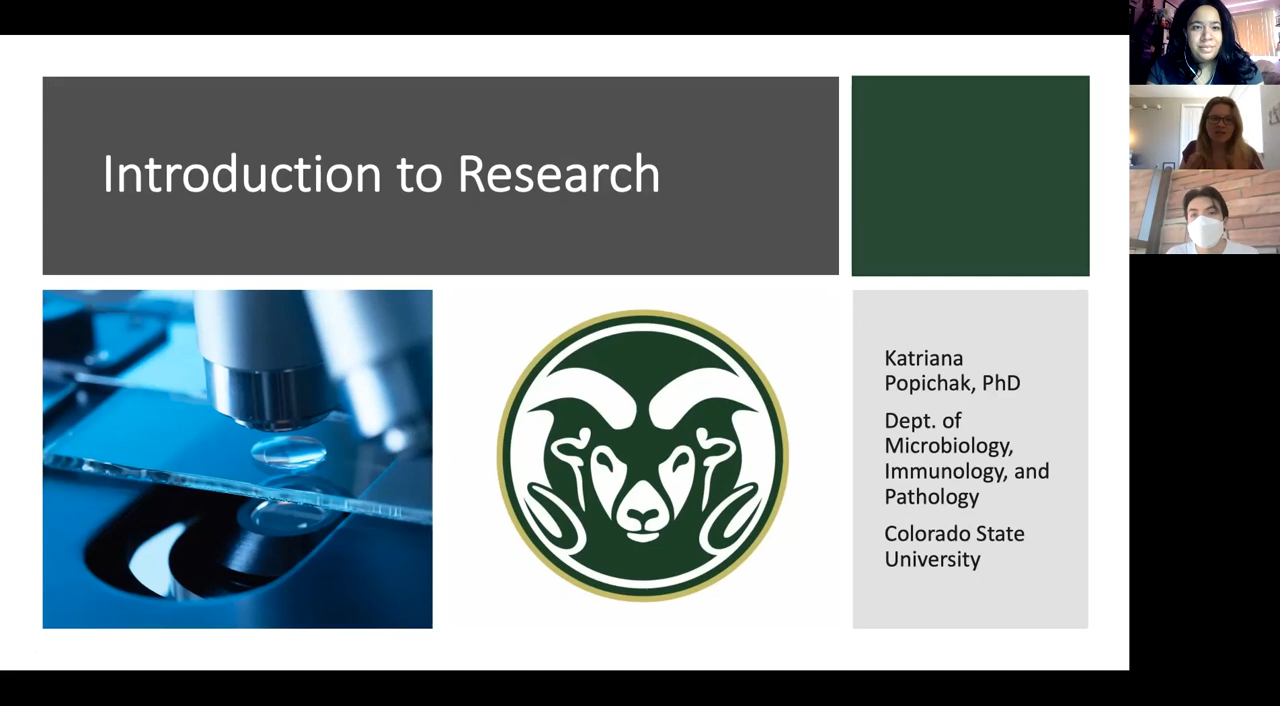 Introduction to Research
Katriana
Popichak, PhD
Dept. of
Microbiology,
Immunology, and
Pathology
Colorado State
University